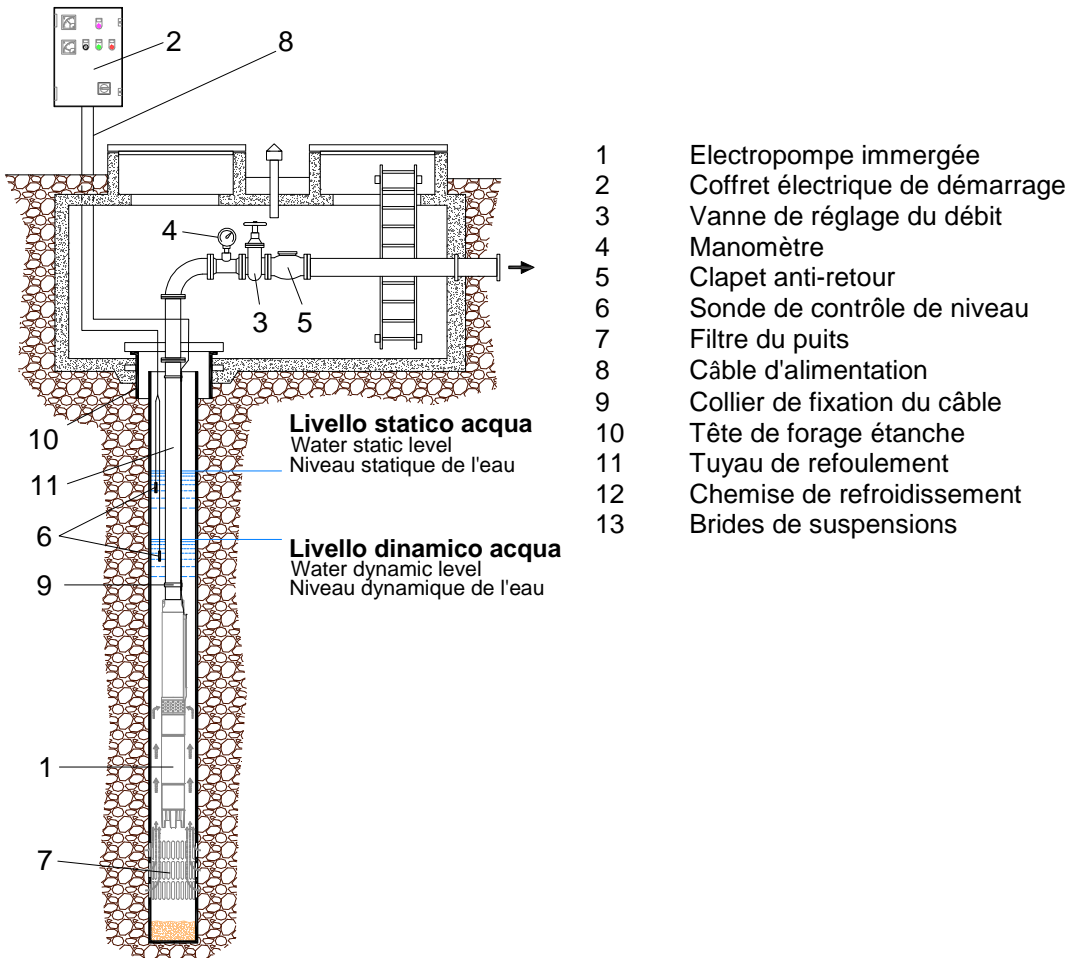 2
8
4
3
5
10
11
6
9
1
7
Livello statico acqua
Water static level
Niveau statique de l'eau
Livello dinamico acqua
Water dynamic level
Niveau dynamique de l'eau
1 Electropompe immergée
2 Coffret électrique de démarrage
3 Vanne de réglage du débit
4 Manomètre
5 Clapet anti-retour
6 Sonde de contrôle de niveau
7 Filtre du puits
8 Câble d'alimentation
9 Collier de fixation du câble
10 Tête de forage étanche
11 Tuyau de refoulement
12 Chemise de refroidissement
13 Brides de suspensions